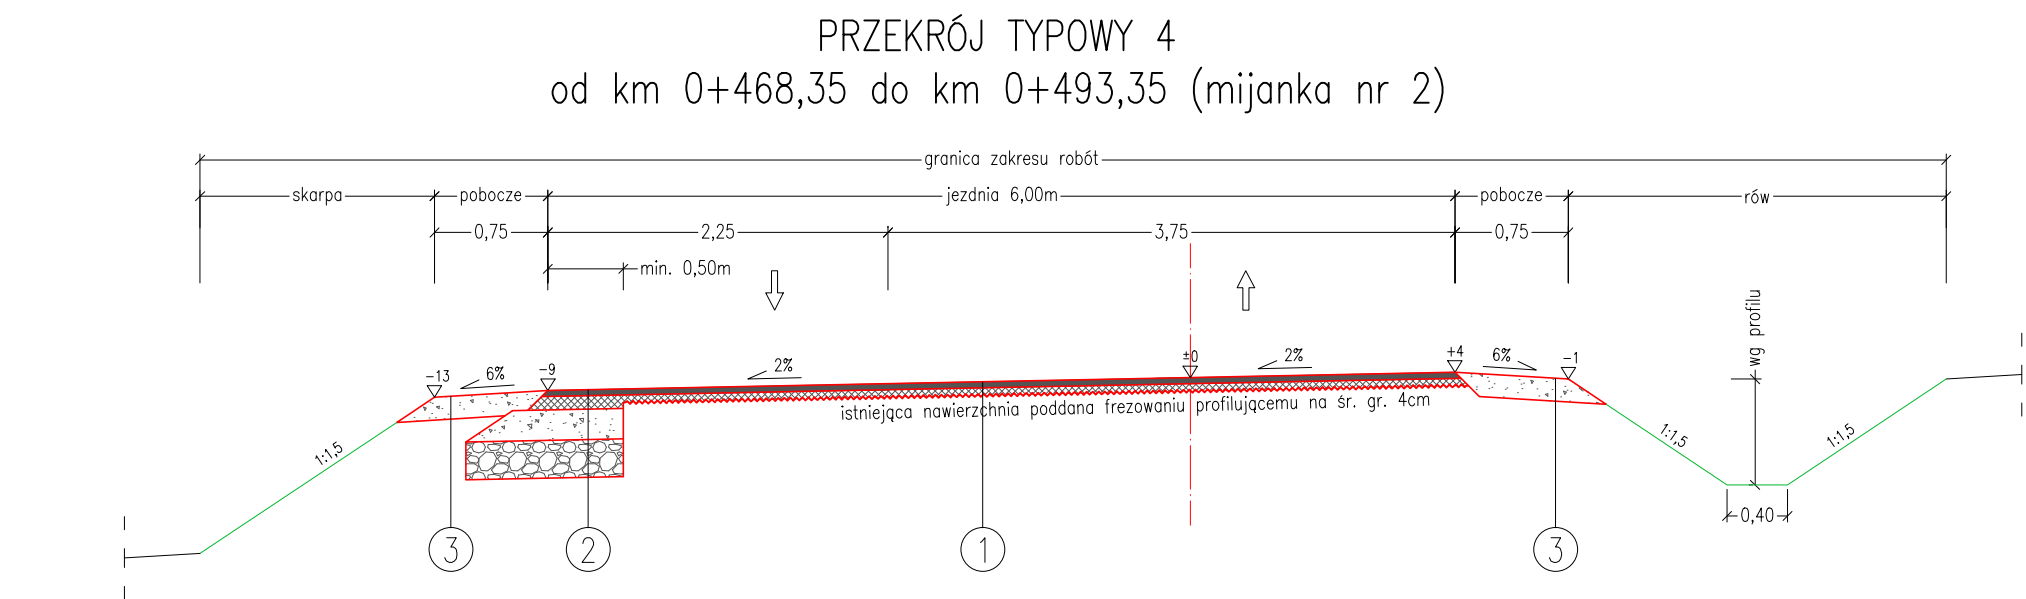 PRZEKRÓJ TYPOWY 4
od km 0+468,35 do km 0+493,35 (mijanka nr 2)
granica zakresu robót
skarpa pobocze jezdnia 6,00m pobocze rów
0,75 2,25 3,75 0,75
min. 0,50m
wg profilu
-13 6% -9 2% ±0 2% +4 6% -1
istniejąca nawierzchnia poddana frezowaniu profilującemu na śr. gr. 4cm
1:1,5 1:1,5 1:1,5
0,40
3 2 1 3